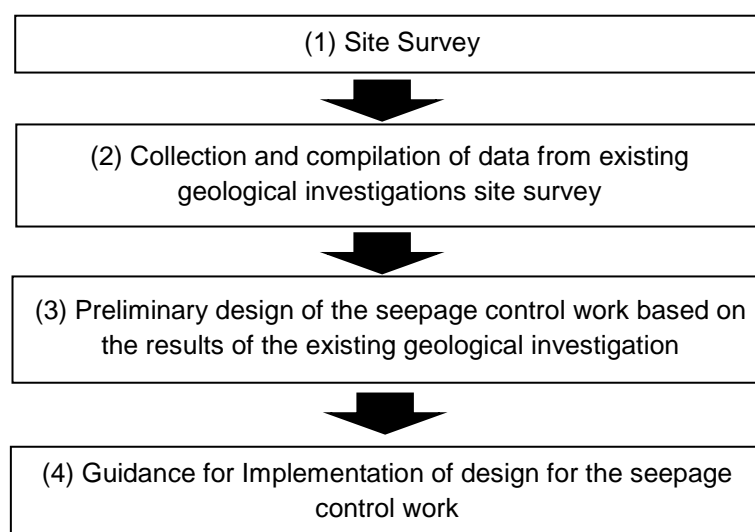 (1) Site Survey
(2) Collection and compilation of data from existing
geological investigations site survey
(3) Preliminary design of the seepage control work based on
the results of the existing geological investigation
(4) Guidance for Implementation of design for the seepage
control work